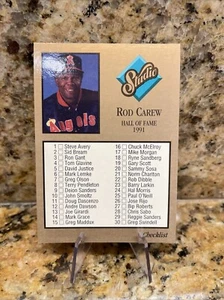 Studio
ROD CAREW
HALL OF FAME
1991
Angels
1 Steve Avery
2 Sid Bream
3 Ron Gant
4 Tom Glavine
5 David Justice
6 Mark Lemke
7 Greg Olson
8 Terry Pendleton
9 Deion Sanders
10 John Smoltz
11 Doug Dascenzo
12 Andre Dawson
13 Joe Girardi
14 Mark Grace
15 Greg Maddux
16 Chuck McElroy
17 Mike Morgan
18 Ryne Sandberg
19 Gary Scott
20 Sammy Sosa
21 Norm Charlton
22 Rob Dibble
23 Barry Larkin
24 Hal Morris
25 Paul O'Neill
26 Jose Rijo
27 Bip Roberts
28 Chris Sabo
29 Reggie Sanders
30 Greg Swindell
Checklist